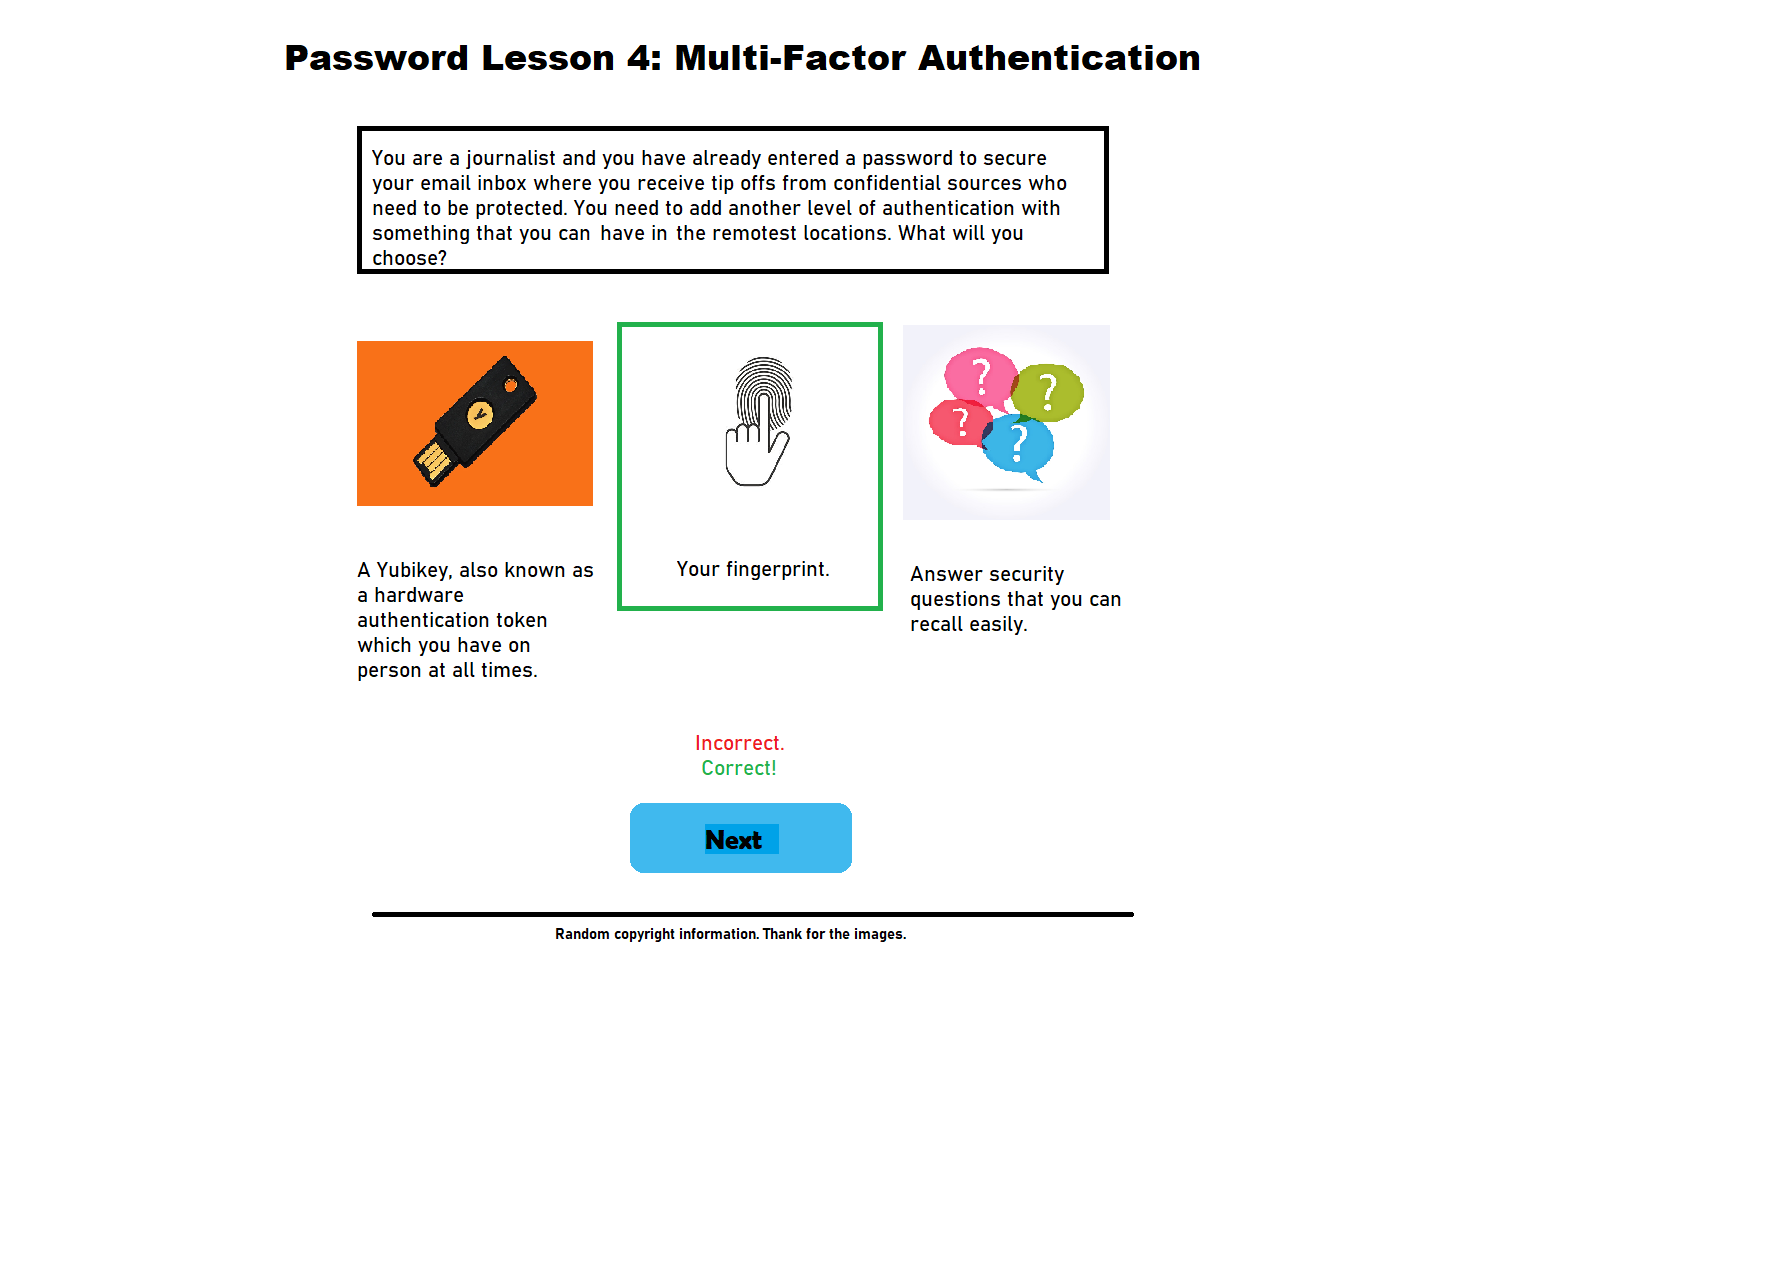 Password Lesson 4: Multi-Factor Authentication
You are a journalist and you have already entered a password to secure
your email inbox where you receive tip offs from confidential sources who
need to be protected. You need to add another level of authentication with
something that you can have in the remotest locations. What will you
choose?
Y
? ? ? ?
A Yubikey, also known as
a hardware
authentication token
which you have on
person at all times.
Your fingerprint.
Answer security
questions that you can
recall easily.
Incorrect.
Correct!
Next
Random copyright information. Thank for the images.